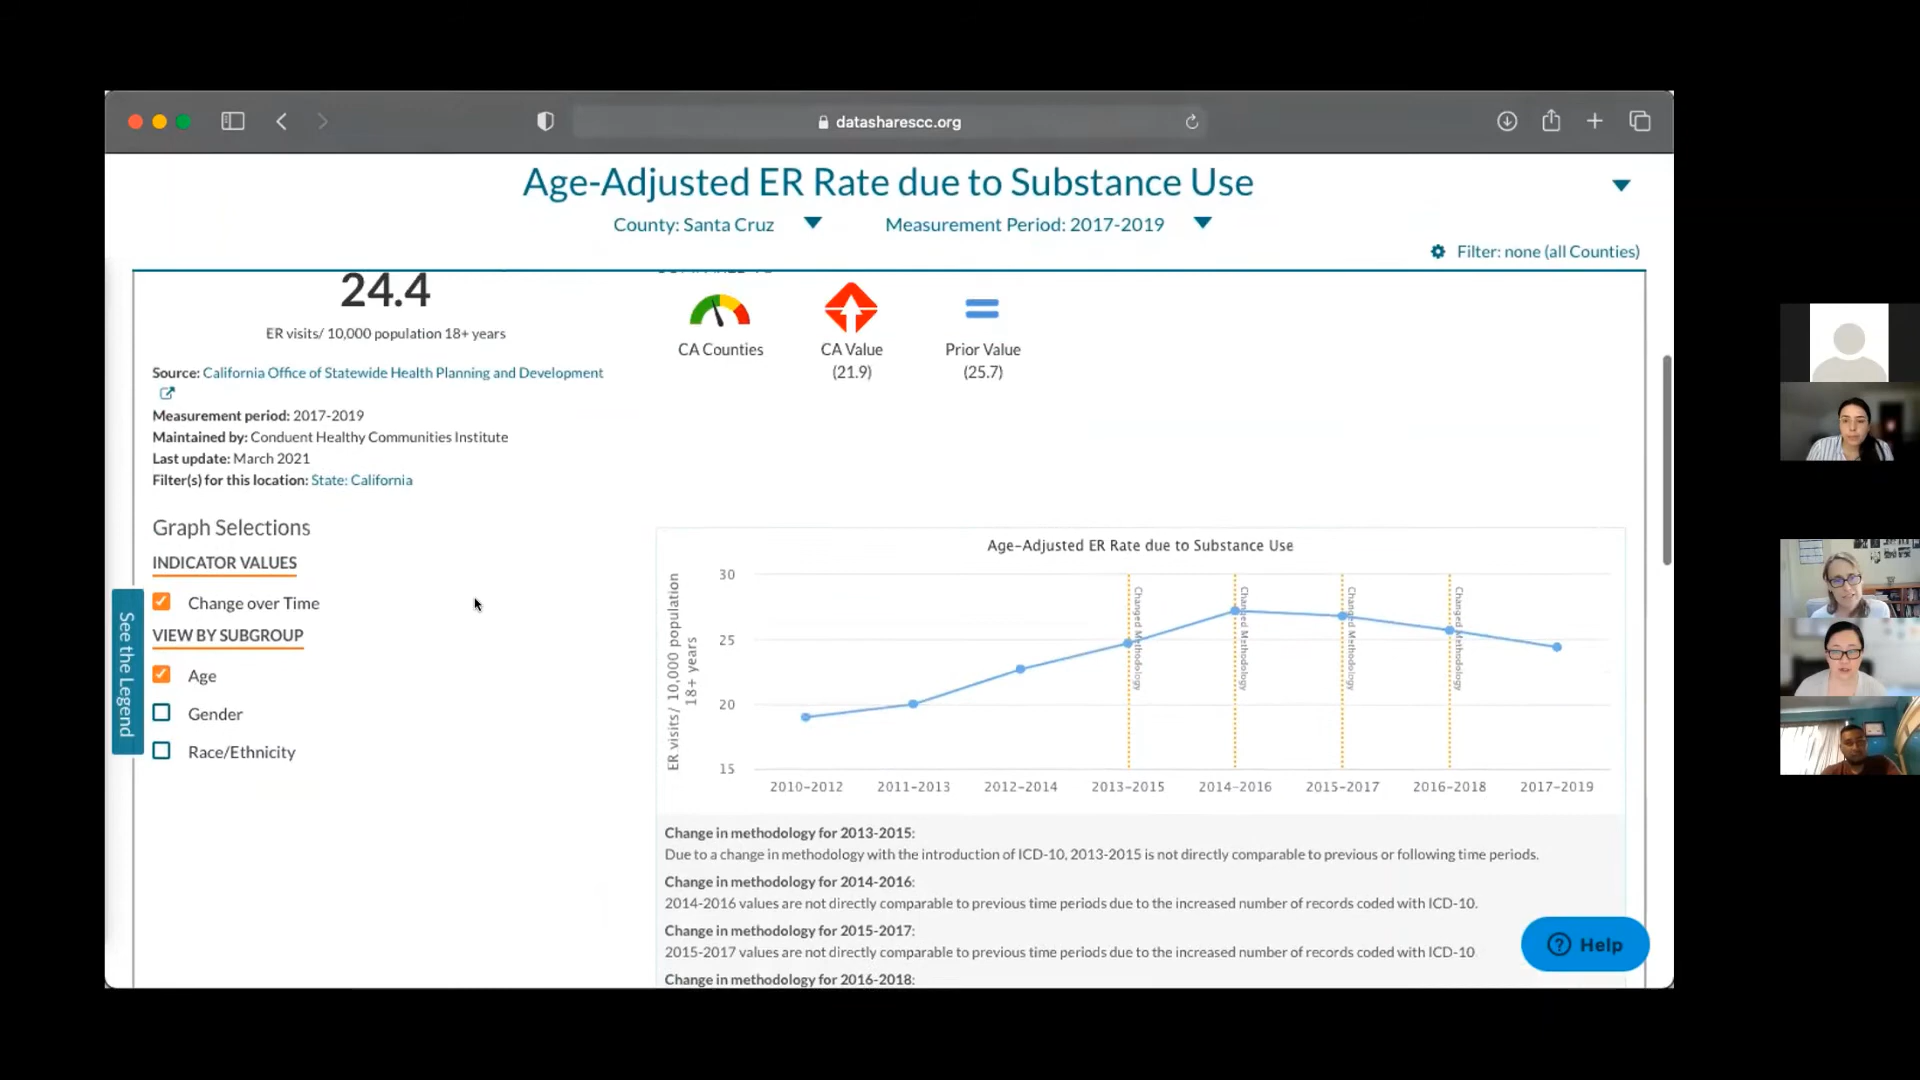 datasharescc.org
Age-Adjusted ER Rate due to Substance Use
County: Santa Cruz
Measurement Period: 2017-2019
Filter: none (all Counties)
24.4
ER visits/ 10,000 population 18+ years
CA Counties
CA Value
(21.9)
Prior Value
(25.7)
Source: California Office of Statewide Health Planning and Development
Measurement period: 2017-2019
Maintained by: Conduent Healthy Communities Institute
Last update: March 2021
Filter(s) for this location: State: California
Graph Selections
INDICATOR VALUES
Change over Time
VIEW BY SUBGROUP
Age
Gender
Race/Ethnicity
See the Legend
Age-Adjusted ER Rate due to Substance Use
ER visits/ 10,000 population
18+ years
30
25
20
15
Changed Methodology
Changed Methodology
Changed Methodology
Changed Methodology
2010-2012
2011-2013
2012-2014
2013-2015
2014-2016
2015-2017
2016-2018
2017-2019
Change in methodology for 2013-2015:
Due to a change in methodology with the introduction of ICD-10, 2013-2015 is not directly comparable to previous or following time periods.
Change in methodology for 2014-2016:
2014-2016 values are not directly comparable to previous time periods due to the increased number of records coded with ICD-10.
Change in methodology for 2015-2017:
2015-2017 values are not directly comparable to previous time periods due to the increased number of records coded with ICD-10
Change in methodology for 2016-2018:
Help